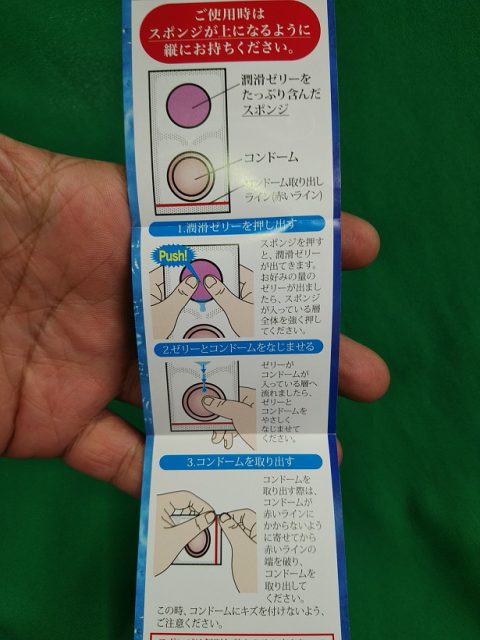 ご使用時は
スポンジが上になるように
縦にお持ちください。
潤滑ゼリーを
たっぷり含んだ
スポンジ
コンドーム
コンドーム取り出し
ライン(赤いライン)
1.潤滑ゼリーを押し出す
Push!
スポンジを押す
と、潤滑ゼリー
が出てきます。
お好みの量の
ゼリーが出まし
たら、スポンジ
が入っている層
全体を強く押し
てください。
2.ゼリーとコンドームをなじませる
ゼリーが
コンドームが
入っている層へ
流れましたら、
ゼリーと
コンドームを
やさしく
なじませて
ください。
3.コンドームを取り出す
コンドームを
取り出す際は、
コンドームが
赤いラインに
かからないよう
に寄せてから
赤いラインの
端を破り、
コンドームを
取り出して
ください。
この時、コンドームにキズを付けないよう、
ご注意ください。